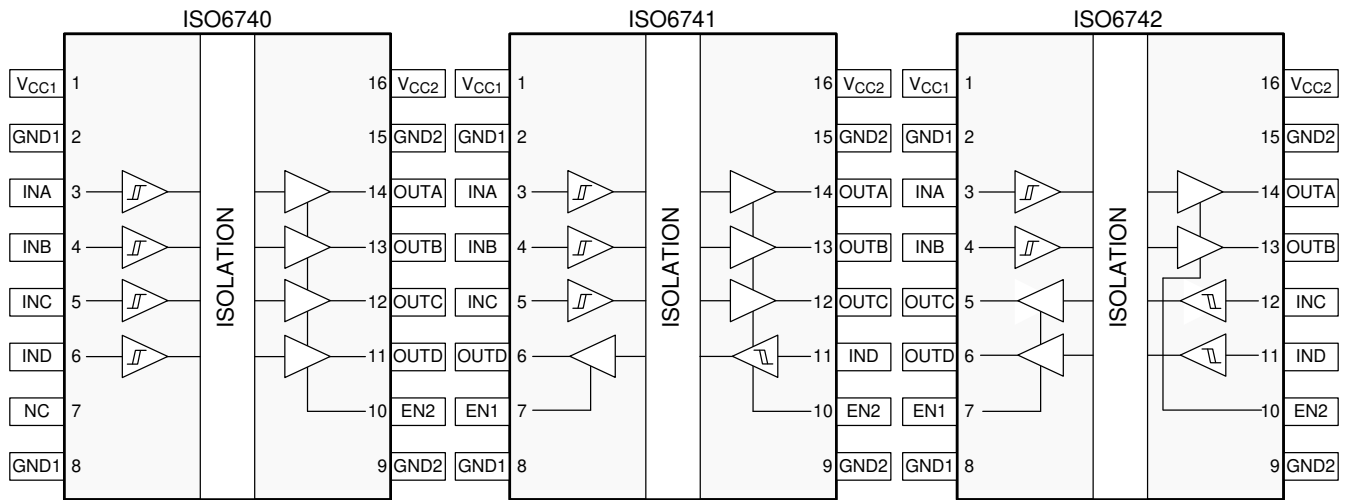 ISO6740
ISO6741
ISO6742
VCC1 1 16 VCC2
GND1 2 15 GND2
INA 3 14 OUTA
INB 4 13 OUTB
INC 5 12 OUTC
IND 6 11 OUTD
NC 7 10 EN2
GND1 8 9 GND2
ISOLATION
VCC1 1 16 VCC2
GND1 2 15 GND2
INA 3 14 OUTA
INB 4 13 OUTB
INC 5 12 OUTC
OUTD 6 11 IND
EN1 7 10 EN2
GND1 8 9 GND2
ISOLATION
VCC1 1 16 VCC2
GND1 2 15 GND2
INA 3 14 OUTA
INB 4 13 OUTB
OUTC 5 12 INC
OUTD 6 11 IND
EN1 7 10 EN2
GND1 8 9 GND2
ISOLATION